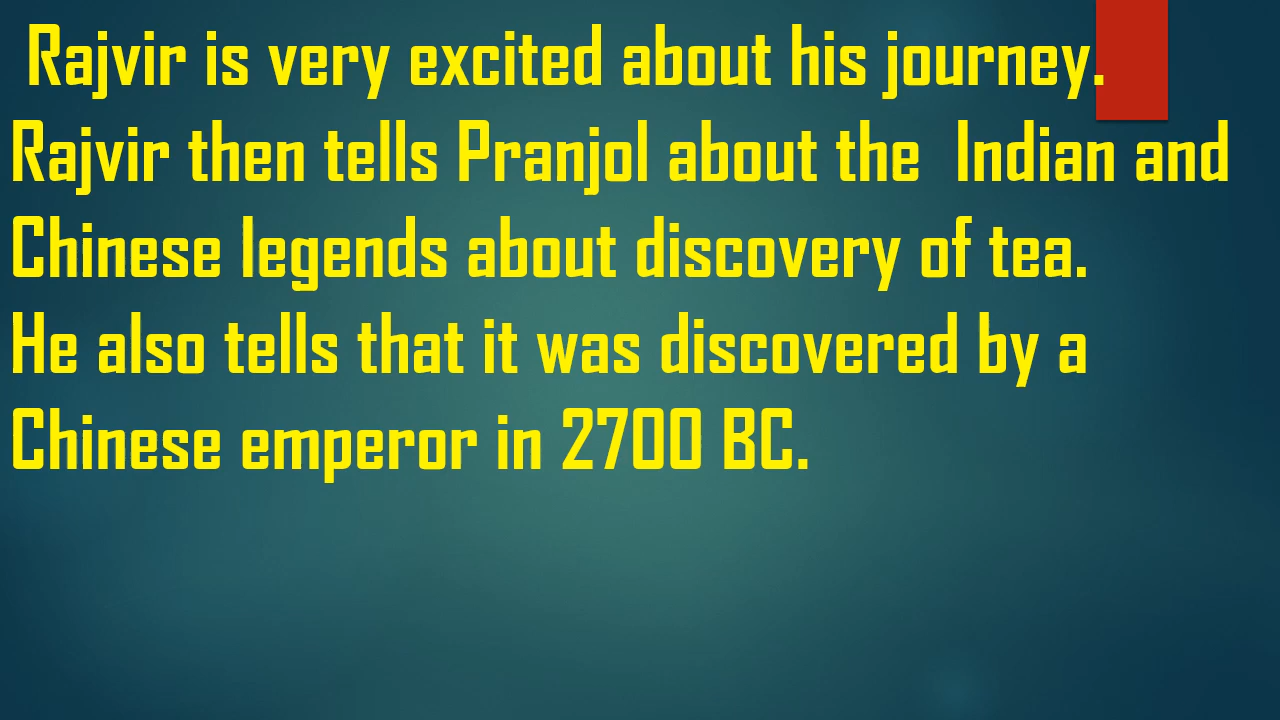 Rajvir is very excited about his journey.
Rajvir then tells Pranjol about the  Indian and
Chinese legends about discovery of tea.
He also tells that it was discovered by a
Chinese emperor in 2700 BC.